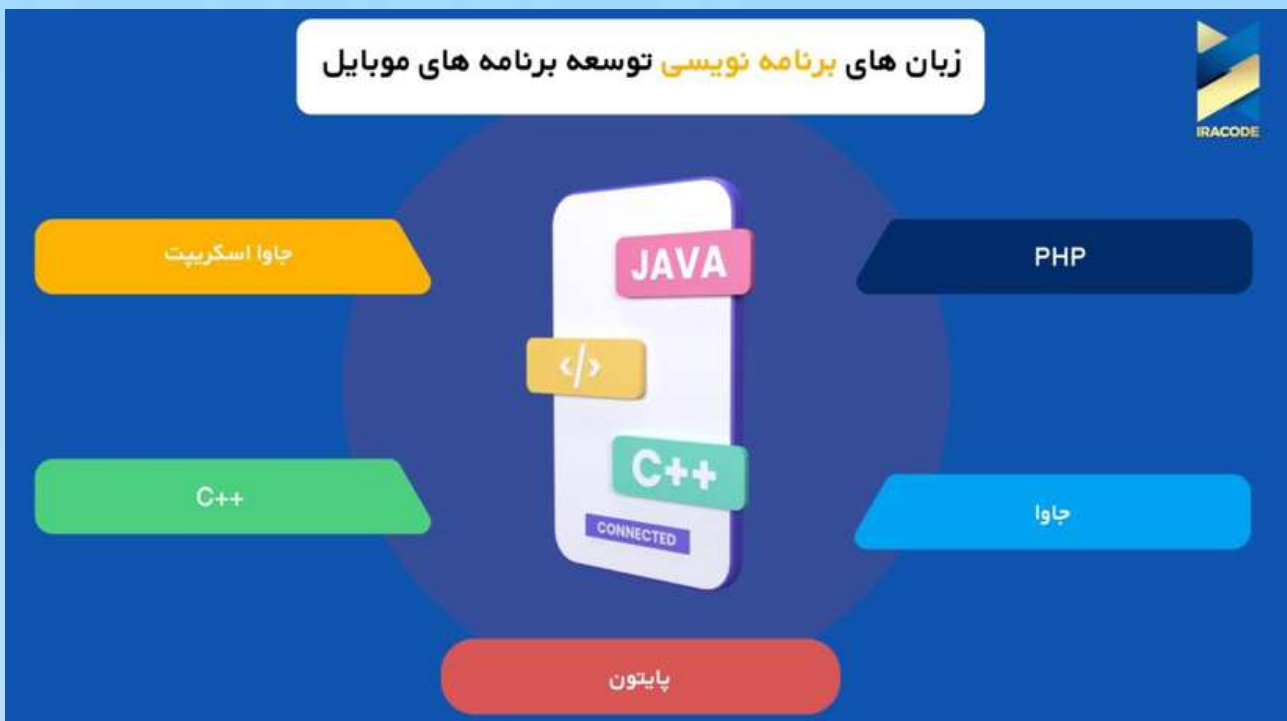 زبان های برنامه نویسی توسعه برنامه های موبایل
IRACODE
PHP
جاوا اسکریپت
JAVA
</>
C++
CONNECTED
C++
جاوا
پایتون